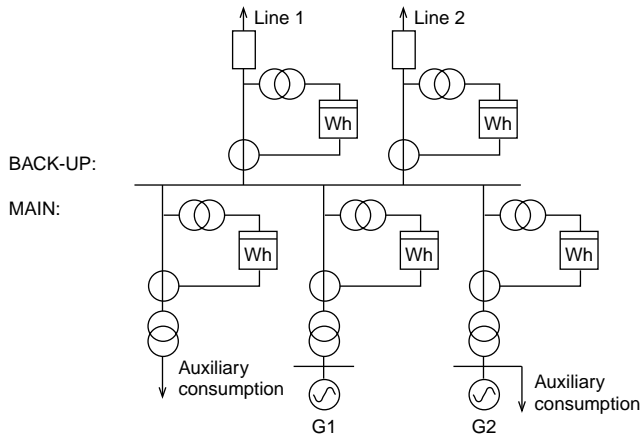 Line 1
Line 2
Wh
Wh
BACK-UP:
MAIN:
Wh
Wh
Wh
Auxiliary
consumption
Auxiliary
consumption
G1
G2